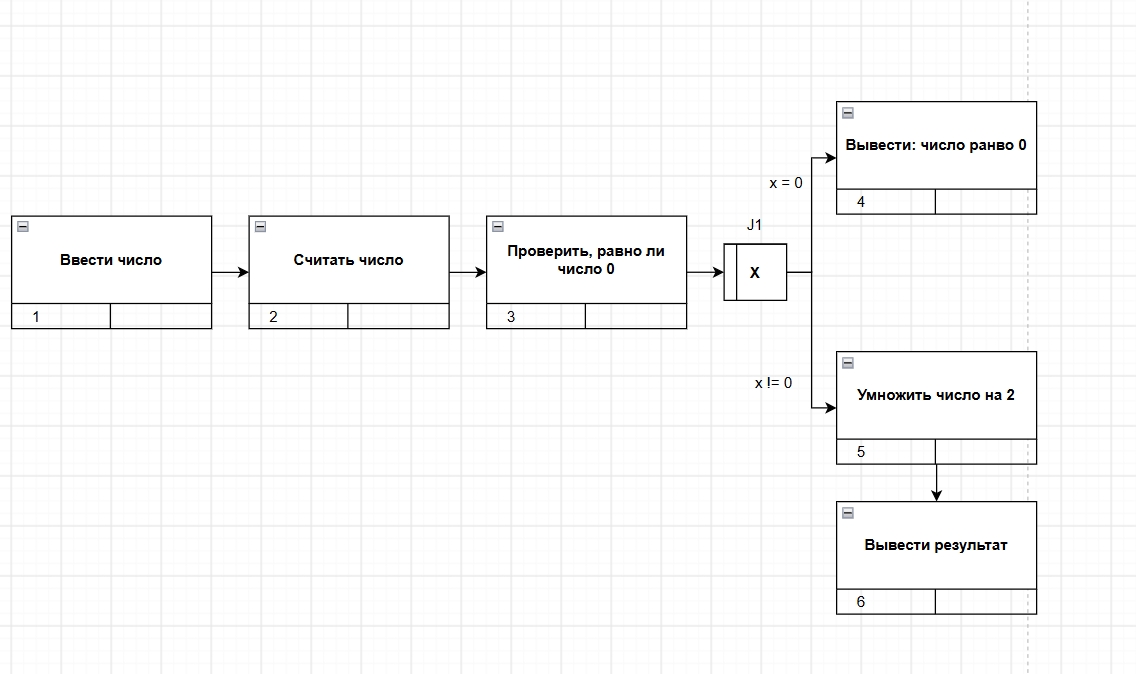 Вывести: число ранво 0
4
x = 0
J1
Ввести число
1
Считать число
2
Проверить, равно ли
число 0
3
X
x != 0
Умножить число на 2
5
Вывести результат
6